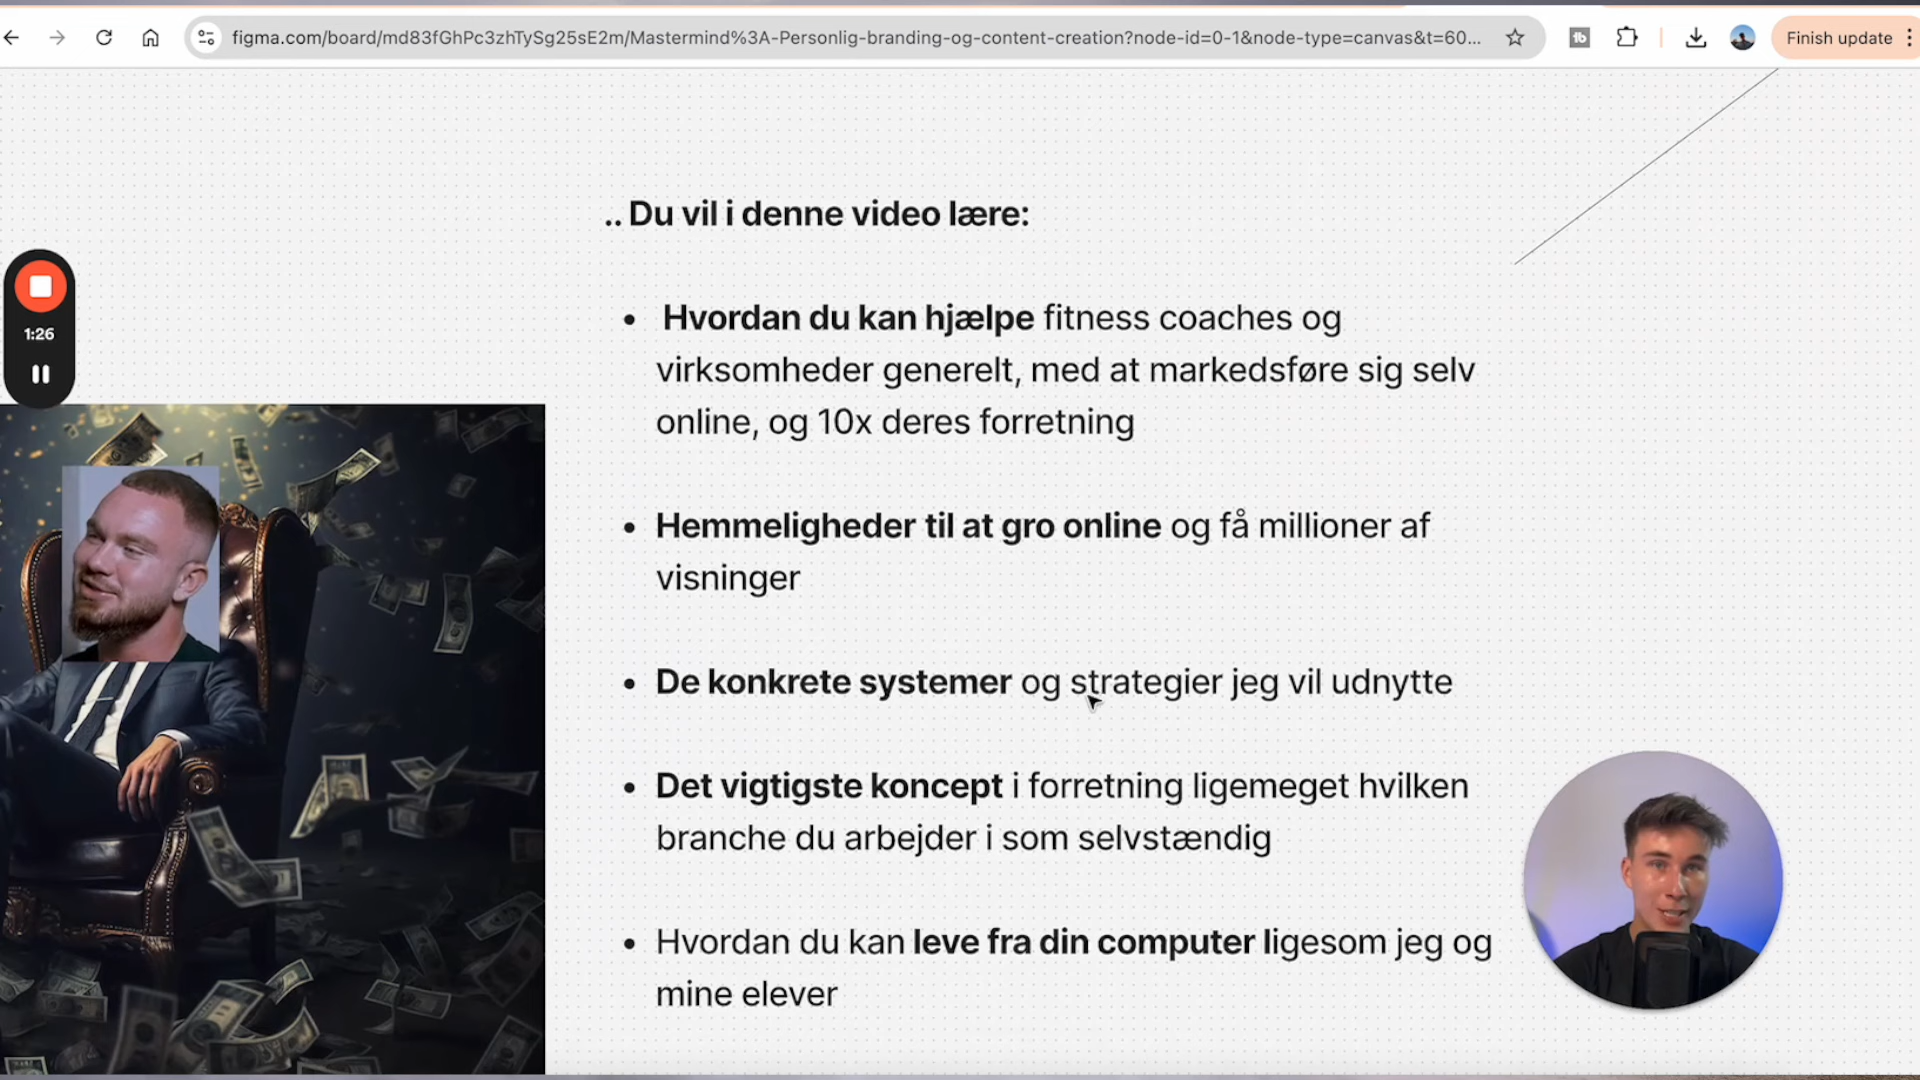 figma.com/board/md83fGhPc3zhTySg25sE2m/Mastermind%3A-Personlig-branding-og-content-creation?node-id=0-1&node-type=canvas&t=60...
Finish update
.. Du vil i denne video lære:
1:26
• Hvordan du kan hjælpe fitness coaches og
virksomheder generelt, med at markedsføre sig selv
online, og 10x deres forretning
• Hemmeligheder til at gro online og få millioner af
visninger
• De konkrete systemer og strategier jeg vil udnytte
• Det vigtigste koncept i forretning ligemeget hvilken
branche du arbejder i som selvstændig
• Hvordan du kan leve fra din computer ligesom jeg og
mine elever